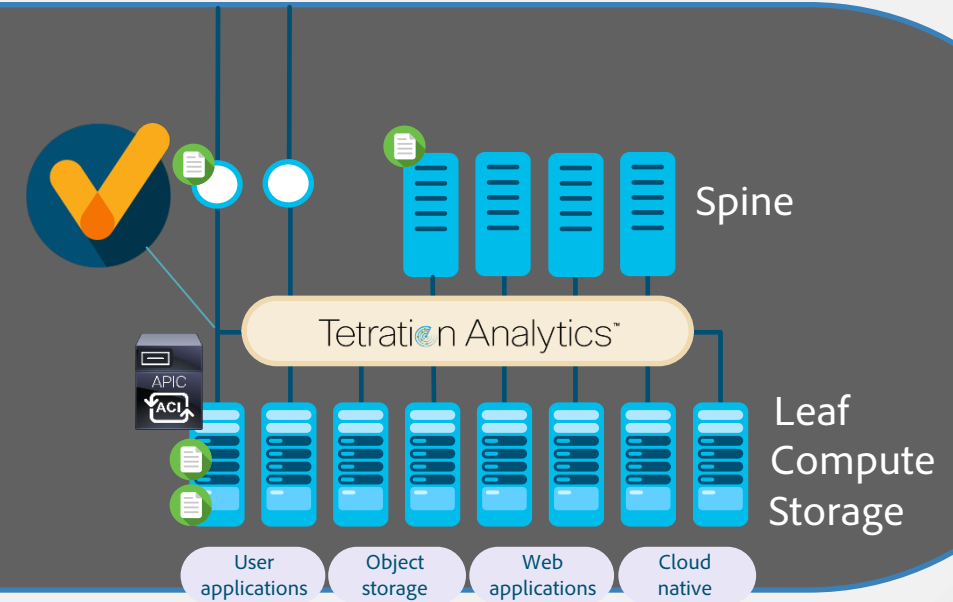 Spine
Tetration Analytics™
APIC
ACI
Leaf
Compute
Storage
User
applications
Object
storage
Web
applications
Cloud
native